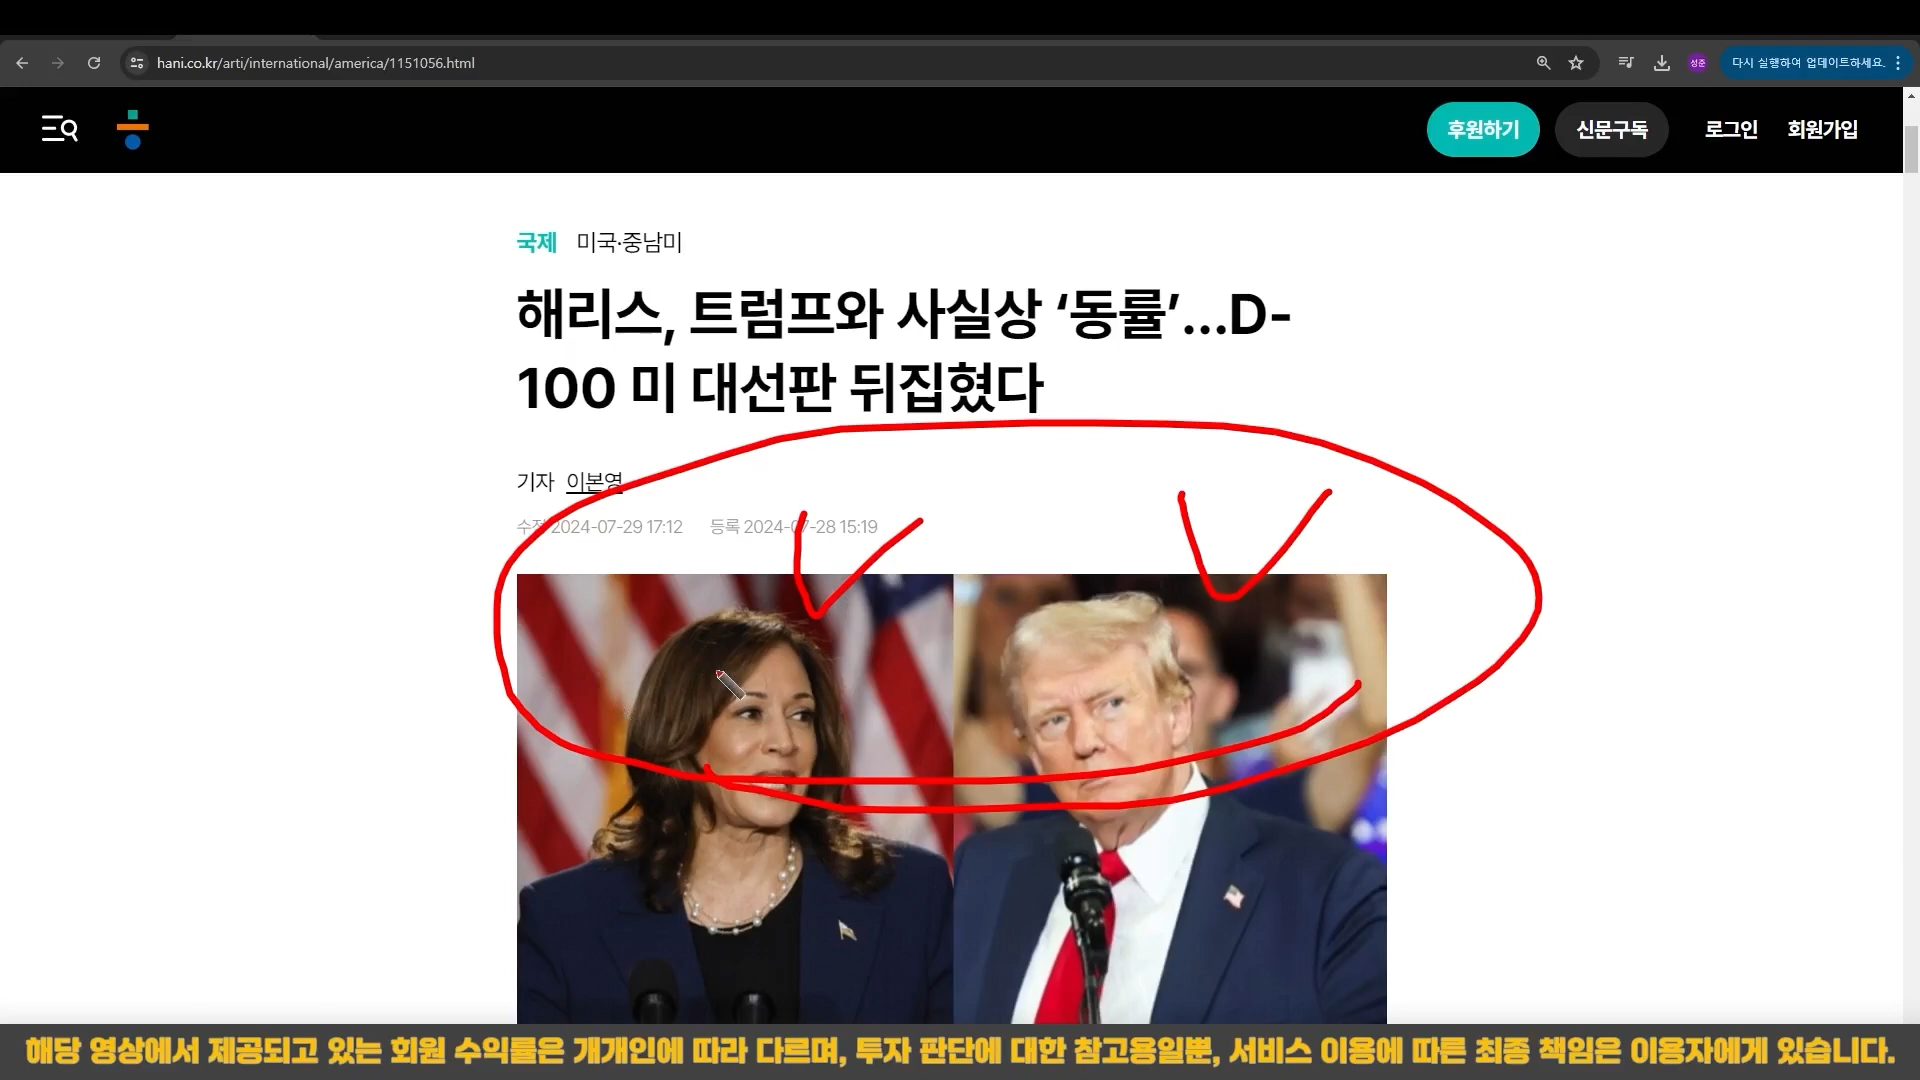 hani.co.kr/arti/international/america/1151056.html
성준
다시 실행하여 업데이트하세요.
후원하기
신문구독
로그인
회원가입
국제 미국·중남미
해리스, 트럼프와 사실상 ‘동률’…D-
100 미 대선판 뒤집혔다
기자 이본영
수정 2024-07-29 17:12 등록 2024-07-28 15:19
해당 영상에서 제공되고 있는 회원 수익률은 개개인에 따라 다르며, 투자 판단에 대한 참고용일뿐, 서비스 이용에 따른 최종 책임은 이용자에게 있습니다.